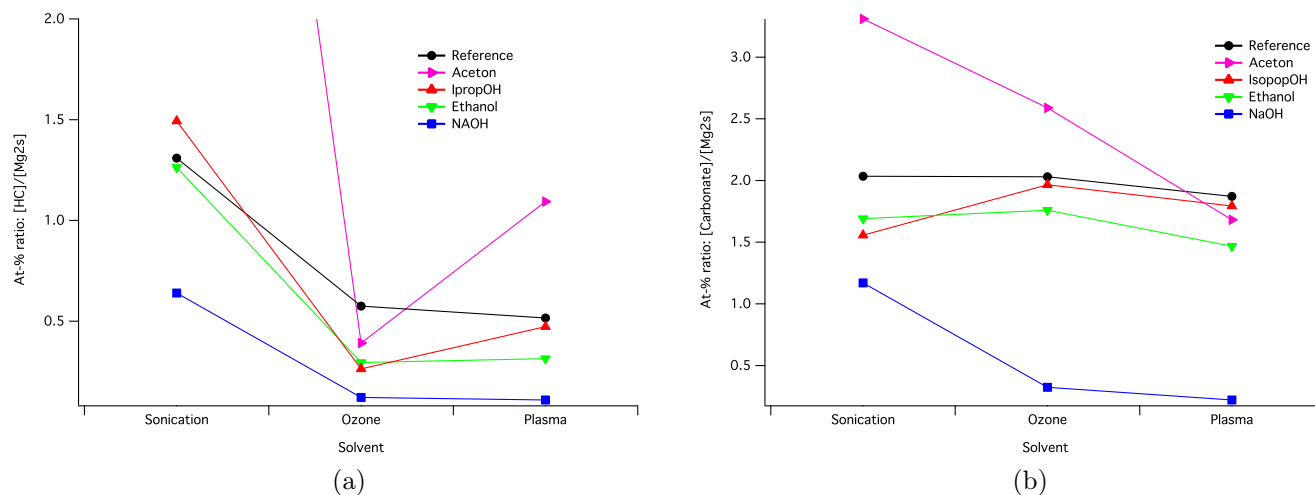 2.0
1.5
1.0
0.5
At-% ratio: [HC]/[Mg2s]
Reference
Aceton
IpropOH
Ethanol
NAOH
Sonication Ozone Plasma
Solvent
(a)
3.0
2.5
2.0
1.5
1.0
0.5
At-% ratio: [Carbonate]/[Mg2s]
Reference
Aceton
IsopopOH
Ethanol
NaOH
Sonication Ozone Plasma
Solvent
(b)